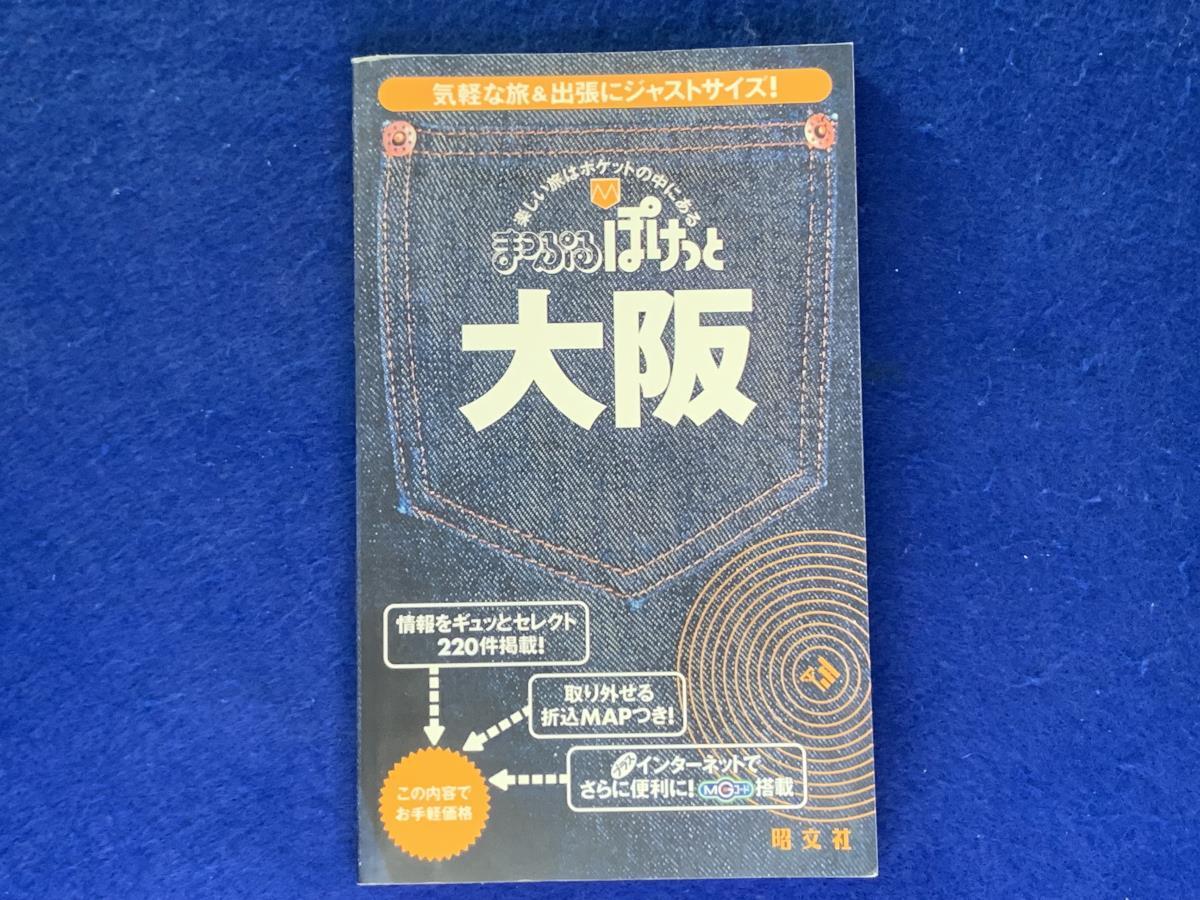 気軽な旅&出張にジャストサイズ!
楽しい旅はポケットの中にある
まっぷるぽけっと
大阪
情報をギュッとセレクト
220件掲載!
取り外せる
折込MAPつき!
インターネットで
さらに便利に! MGコード搭載
この内容で
お手軽価格
昭文社